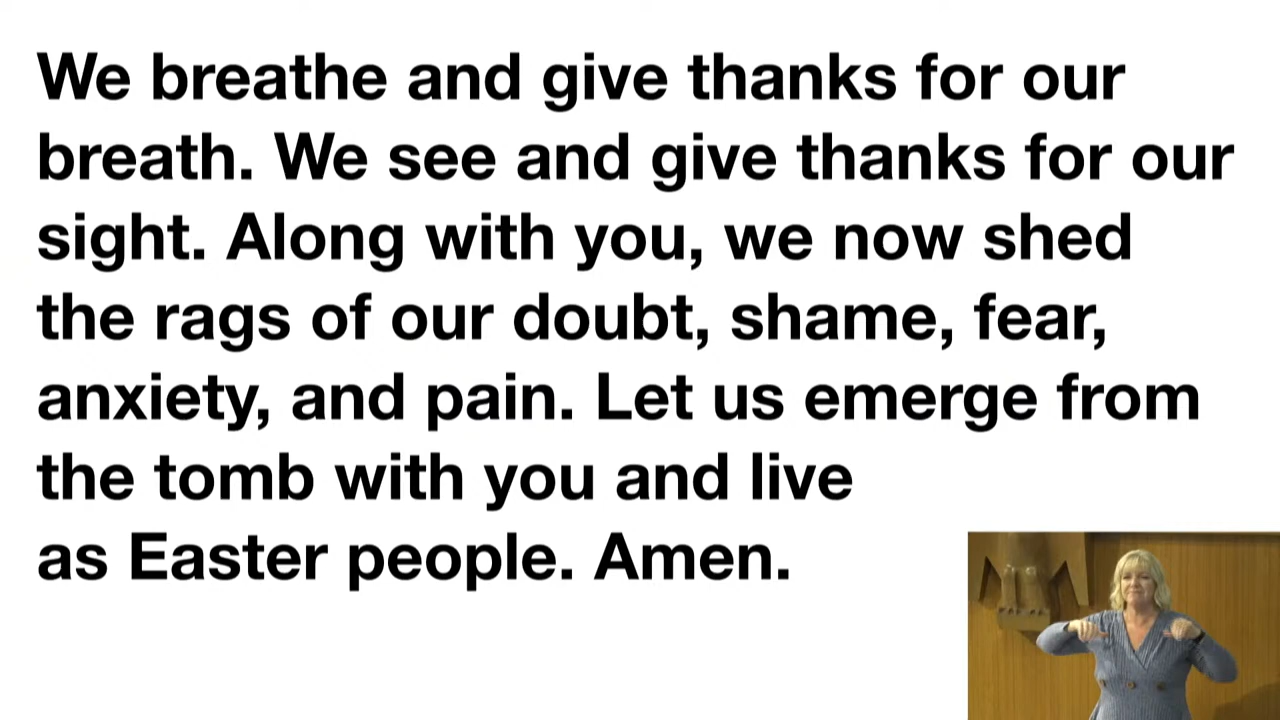 We breathe and give thanks for our
breath. We see and give thanks for our
sight. Along with you, we now shed
the rags of our doubt, shame, fear,
anxiety, and pain. Let us emerge from
the tomb with you and live
as Easter people. Amen.